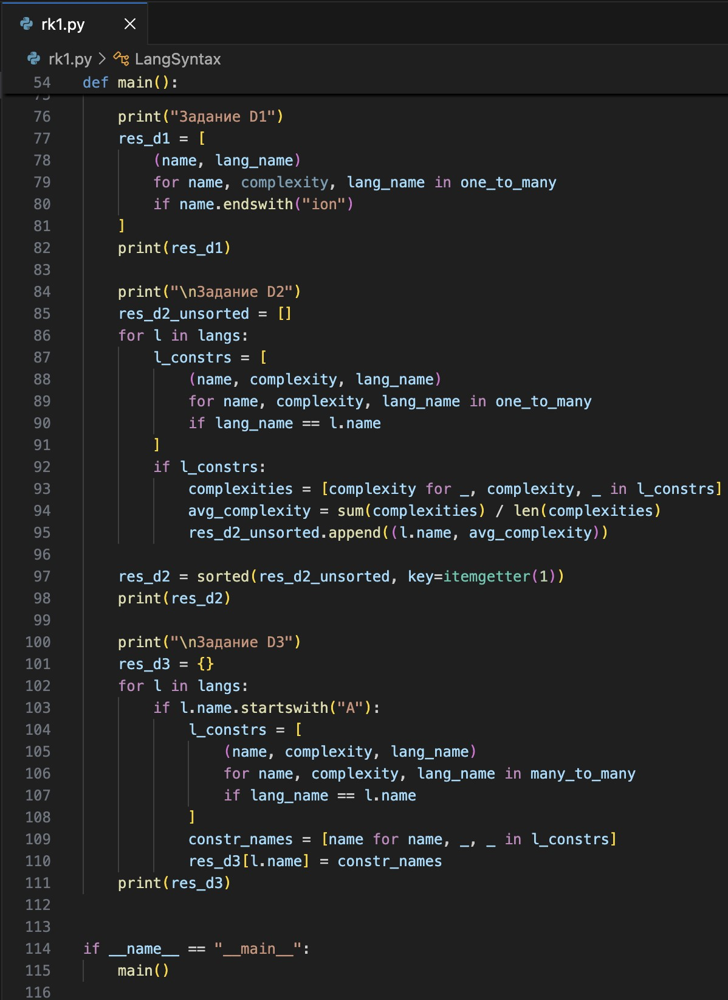 rk1.py
rk1.py > LangSyntax
54 def main():
76     print("Задание D1")
77     res_d1 = [
78         (name, lang_name)
79         for name, complexity, lang_name in one_to_many
80         if name.endswith("ion")
81     ]
82     print(res_d1)
83
84     print("\nЗадание D2")
85     res_d2_unsorted = []
86     for l in langs:
87         l_constrs = [
88             (name, complexity, lang_name)
89             for name, complexity, lang_name in one_to_many
90             if lang_name == l.name
91         ]
92         if l_constrs:
93             complexities = [complexity for _, complexity, _ in l_constrs]
94             avg_complexity = sum(complexities) / len(complexities)
95             res_d2_unsorted.append((l.name, avg_complexity))
96
97     res_d2 = sorted(res_d2_unsorted, key=itemgetter(1))
98     print(res_d2)
99
100     print("\nЗадание D3")
101     res_d3 = {}
102     for l in langs:
103         if l.name.startswith("A"):
104             l_constrs = [
105                 (name, complexity, lang_name)
106                 for name, complexity, lang_name in many_to_many
107                 if lang_name == l.name
108             ]
109             constr_names = [name for name, _, _ in l_constrs]
110             res_d3[l.name] = constr_names
111     print(res_d3)
112
113
114 if __name__ == "__main__":
115     main()
116